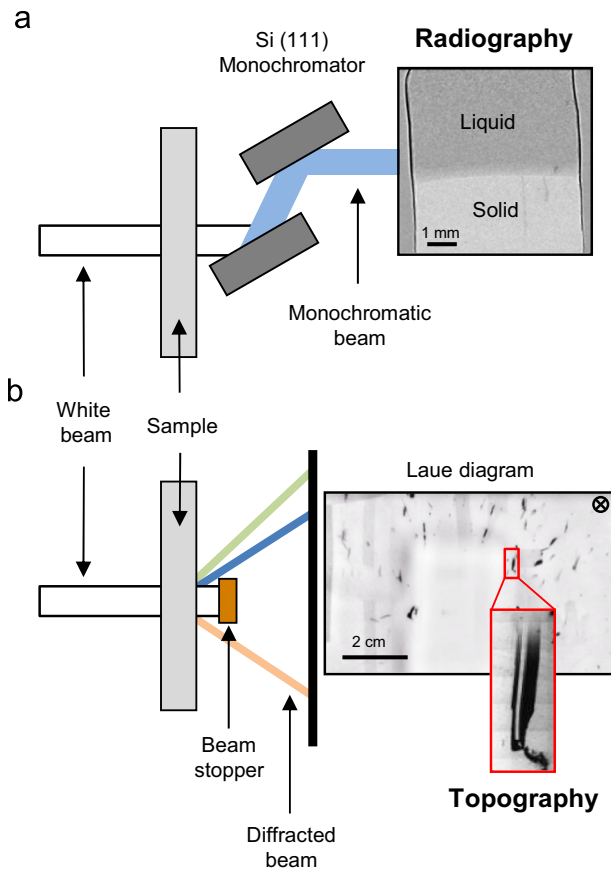 a
Si (111)
Monochromator
Radiography
Liquid
Solid
1 mm
Monochromatic
beam
b
White
beam
Sample
Laue diagram
2 cm
Beam
stopper
Topography
Diffracted
beam